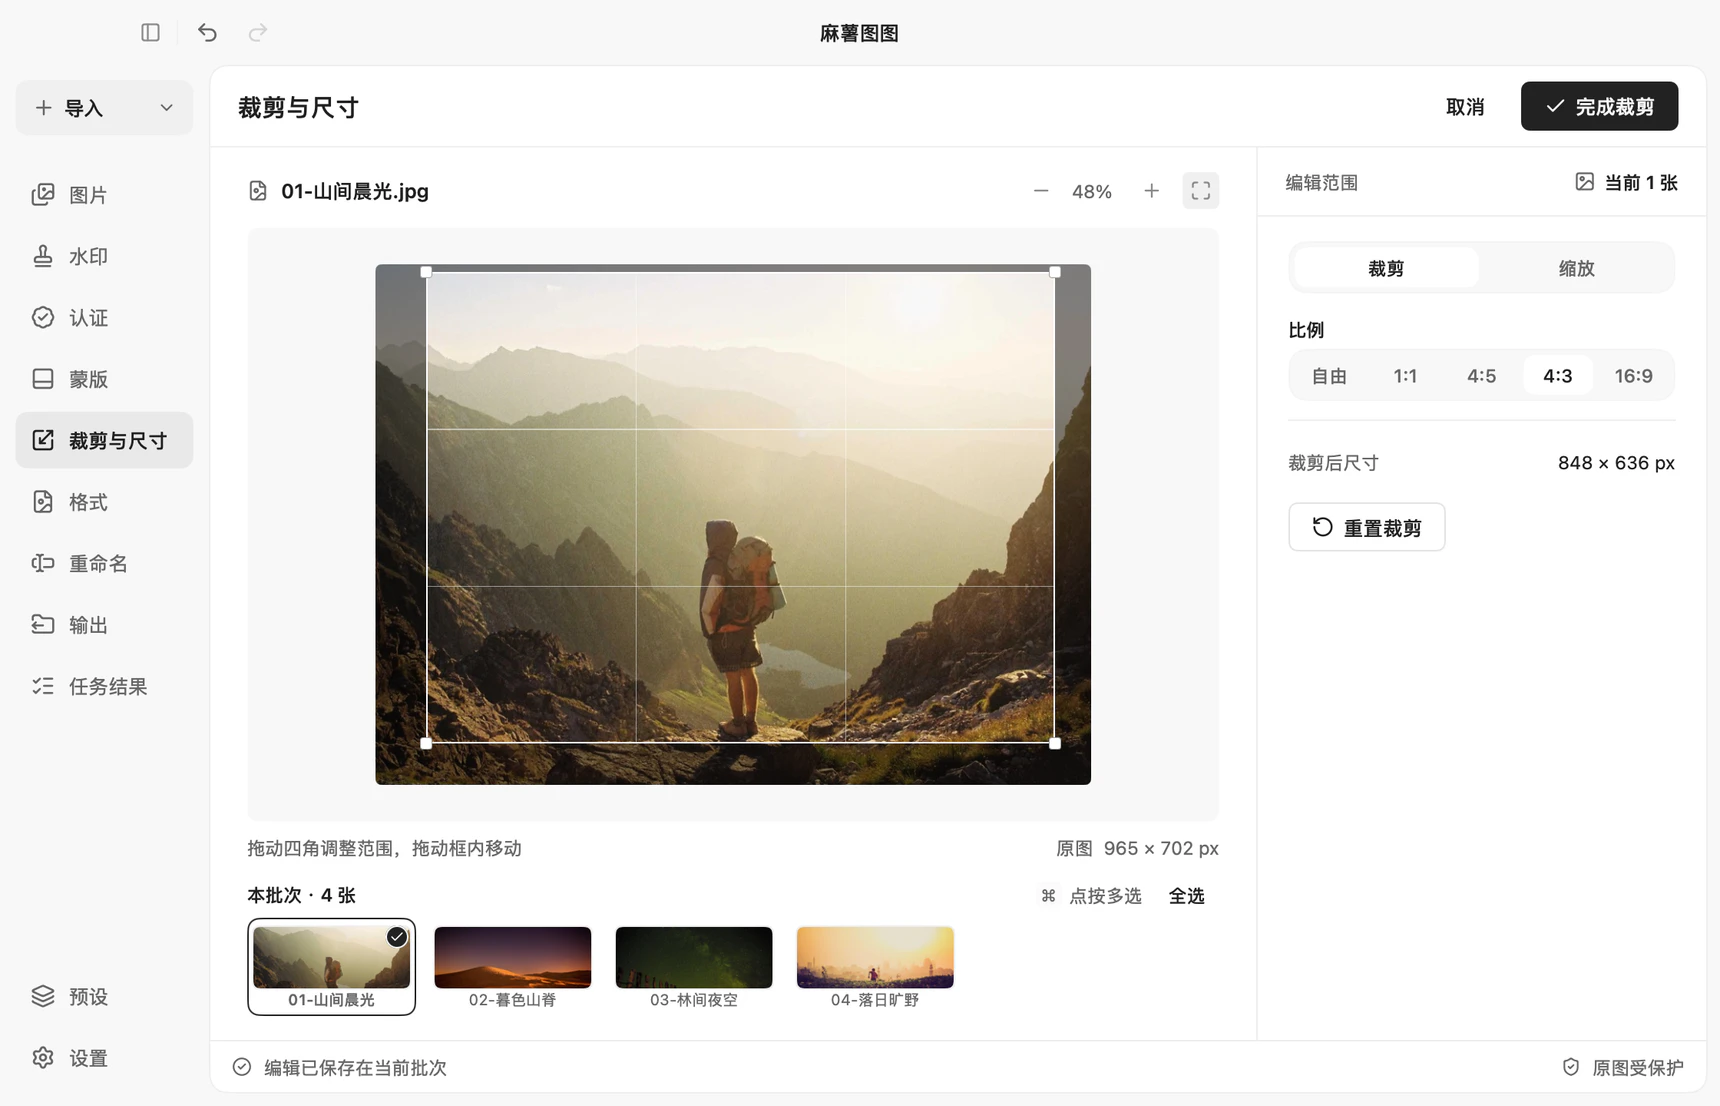 麻薯图图
导入
图片
水印
认证
蒙版
裁剪与尺寸
格式
重命名
输出
任务结果
预设
设置
裁剪与尺寸
取消
完成裁剪
01-山间晨光.jpg
48%
拖动四角调整范围，拖动框内移动
原图 965 × 702 px
本批次 · 4 张
⌘ 点按多选 全选
01-山间晨光
02-暮色山脊
03-林间夜空
04-落日旷野
编辑范围
当前 1 张
裁剪 缩放
比例
自由 1:1 4:5 4:3 16:9
裁剪后尺寸 848 × 636 px
重置裁剪
编辑已保存在当前批次
原图受保护